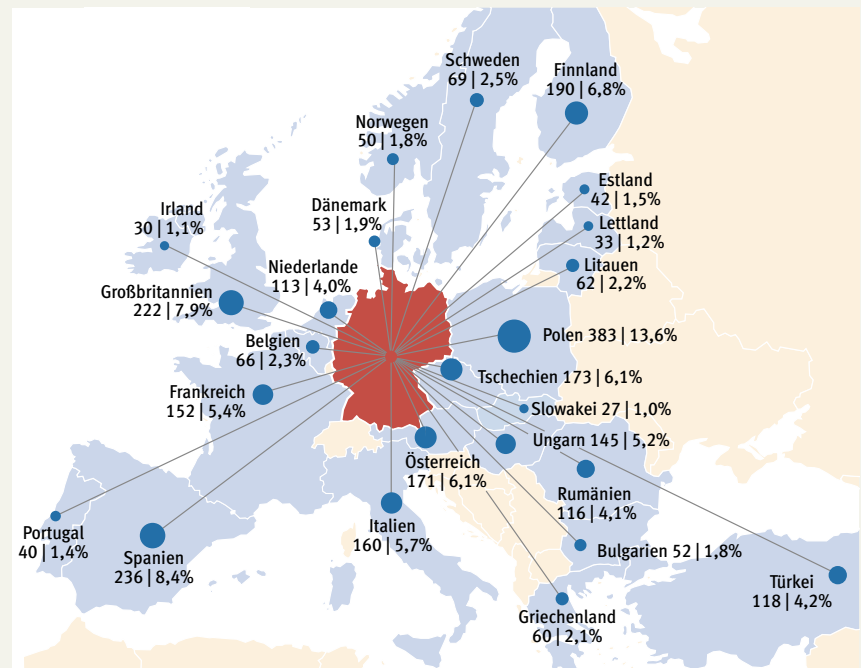 Schweden
69 | 2,5%
Finnland
190 | 6,8%
Norwegen
50 | 1,8%
Estland
42 | 1,5%
Irland
30 | 1,1%
Dänemark
53 | 1,9%
Lettland
33 | 1,2%
Niederlande
113 | 4,0%
Litauen
62 | 2,2%
Großbritannien
222 | 7,9%
Polen 383 | 13,6%
Belgien
66 | 2,3%
Tschechien 173 | 6,1%
Frankreich
152 | 5,4%
Slowakei 27 | 1,0%
Ungarn 145 | 5,2%
Österreich
171 | 6,1%
Rumänien
116 | 4,1%
Italien
160 | 5,7%
Portugal
40 | 1,4%
Spanien
236 | 8,4%
Bulgarien 52 | 1,8%
Türkei
118 | 4,2%
Griechenland
60 | 2,1%